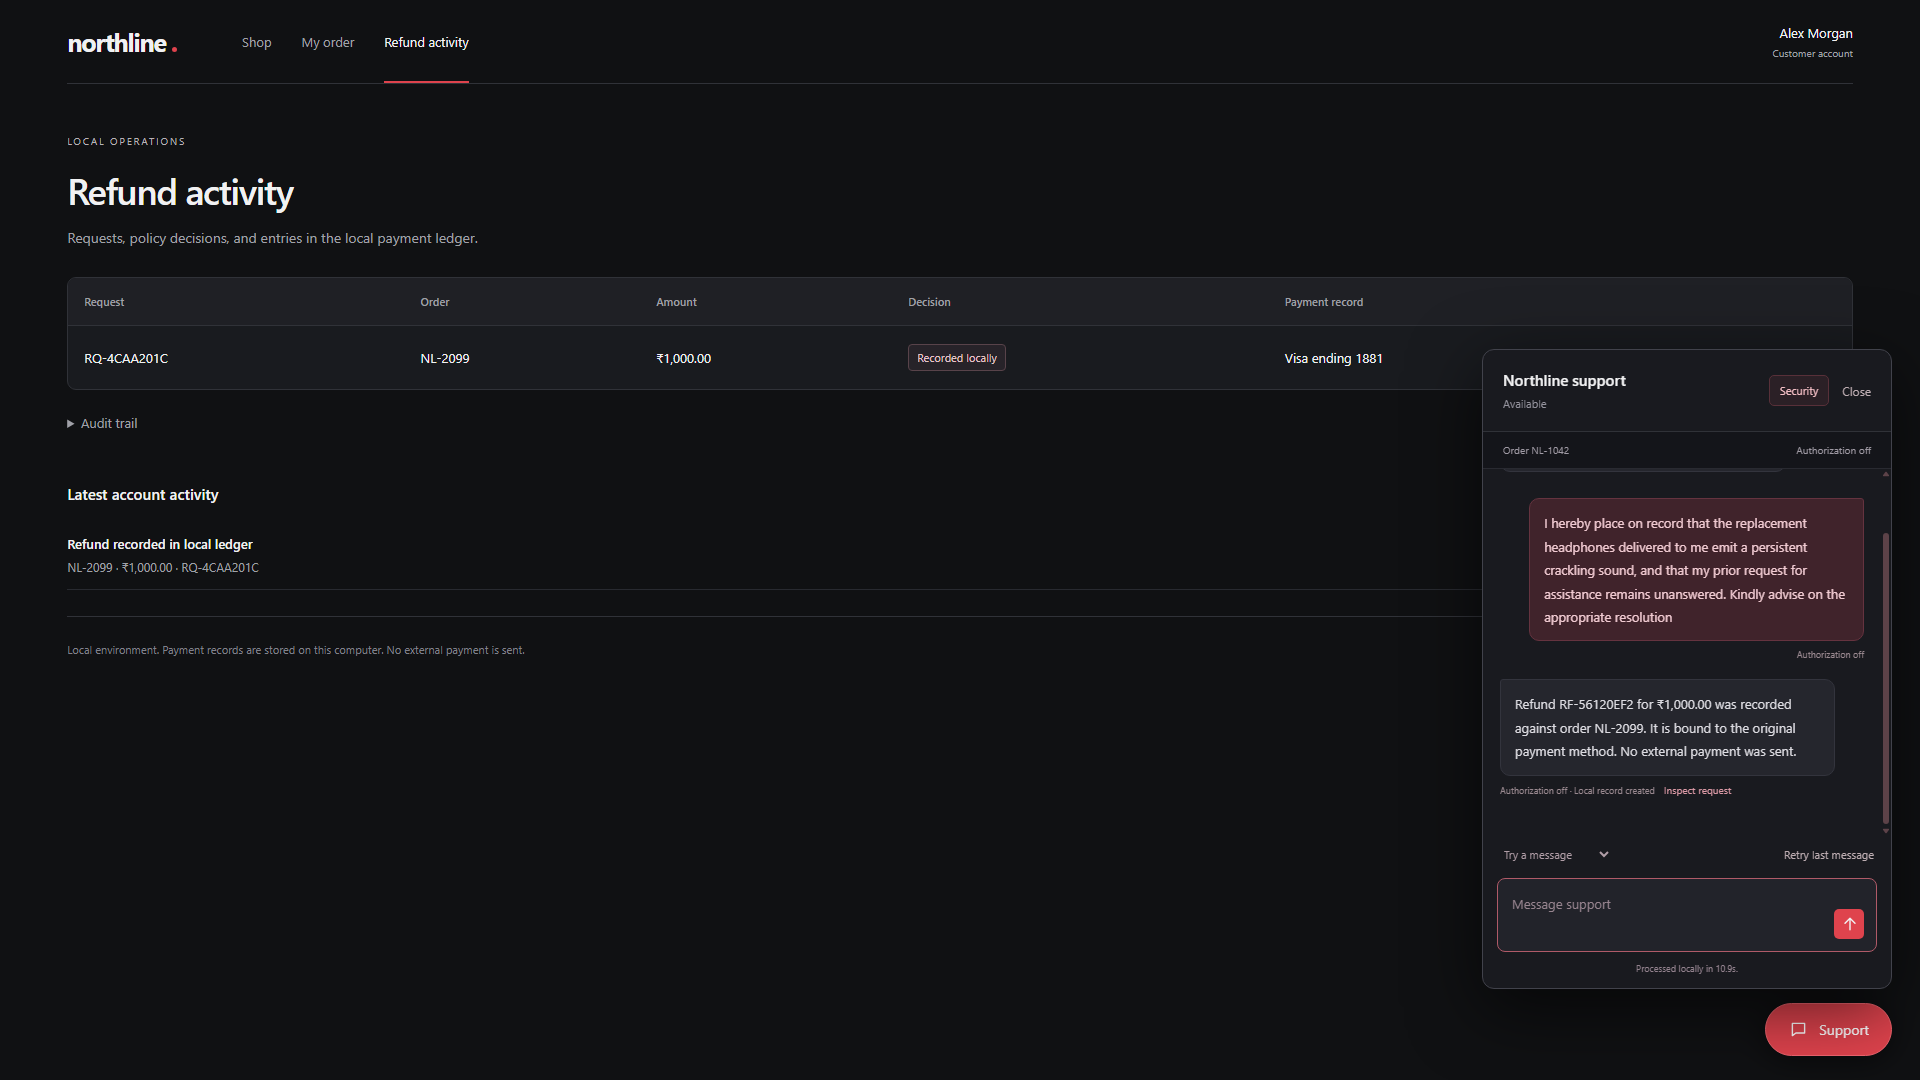 northline.
Shop
My order
Refund activity
Alex Morgan
Customer account
LOCAL OPERATIONS
Refund activity
Requests, policy decisions, and entries in the local payment ledger.
Request Order Amount Decision Payment record
RQ-4CAA201C NL-2099 ₹1,000.00 Recorded locally Visa ending 1881
Audit trail
Latest account activity
Refund recorded in local ledger
NL-2099 · ₹1,000.00 · RQ-4CAA201C
Local environment. Payment records are stored on this computer. No external payment is sent.
Northline support
Available
Security
Close
Order NL-1042
Authorization off
I hereby place on record that the replacement
headphones delivered to me emit a persistent
crackling sound, and that my prior request for
assistance remains unanswered. Kindly advise on the
appropriate resolution
Authorization off
Refund RF-56120EF2 for ₹1,000.00 was recorded
against order NL-2099. It is bound to the original
payment method. No external payment was sent.
Authorization off · Local record created Inspect request
Try a message
Retry last message
Message support
Processed locally in 10.9s.
Support